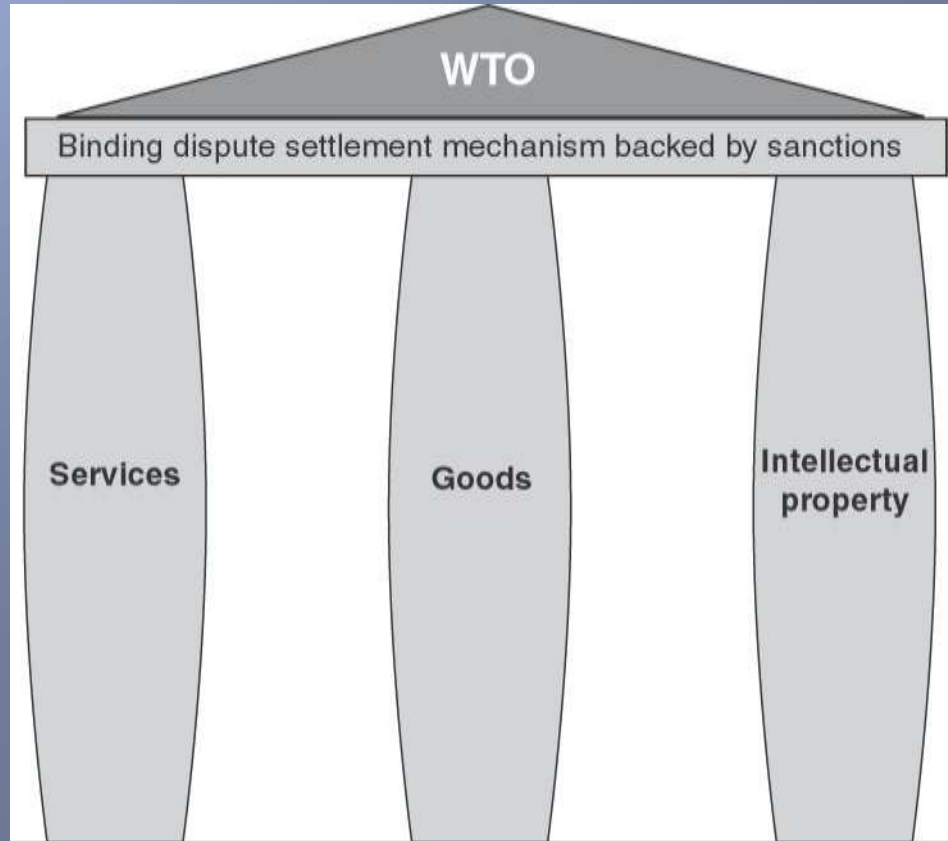 WTO
Binding dispute settlement mechanism backed by sanctions
Services
Goods
Intellectual
property